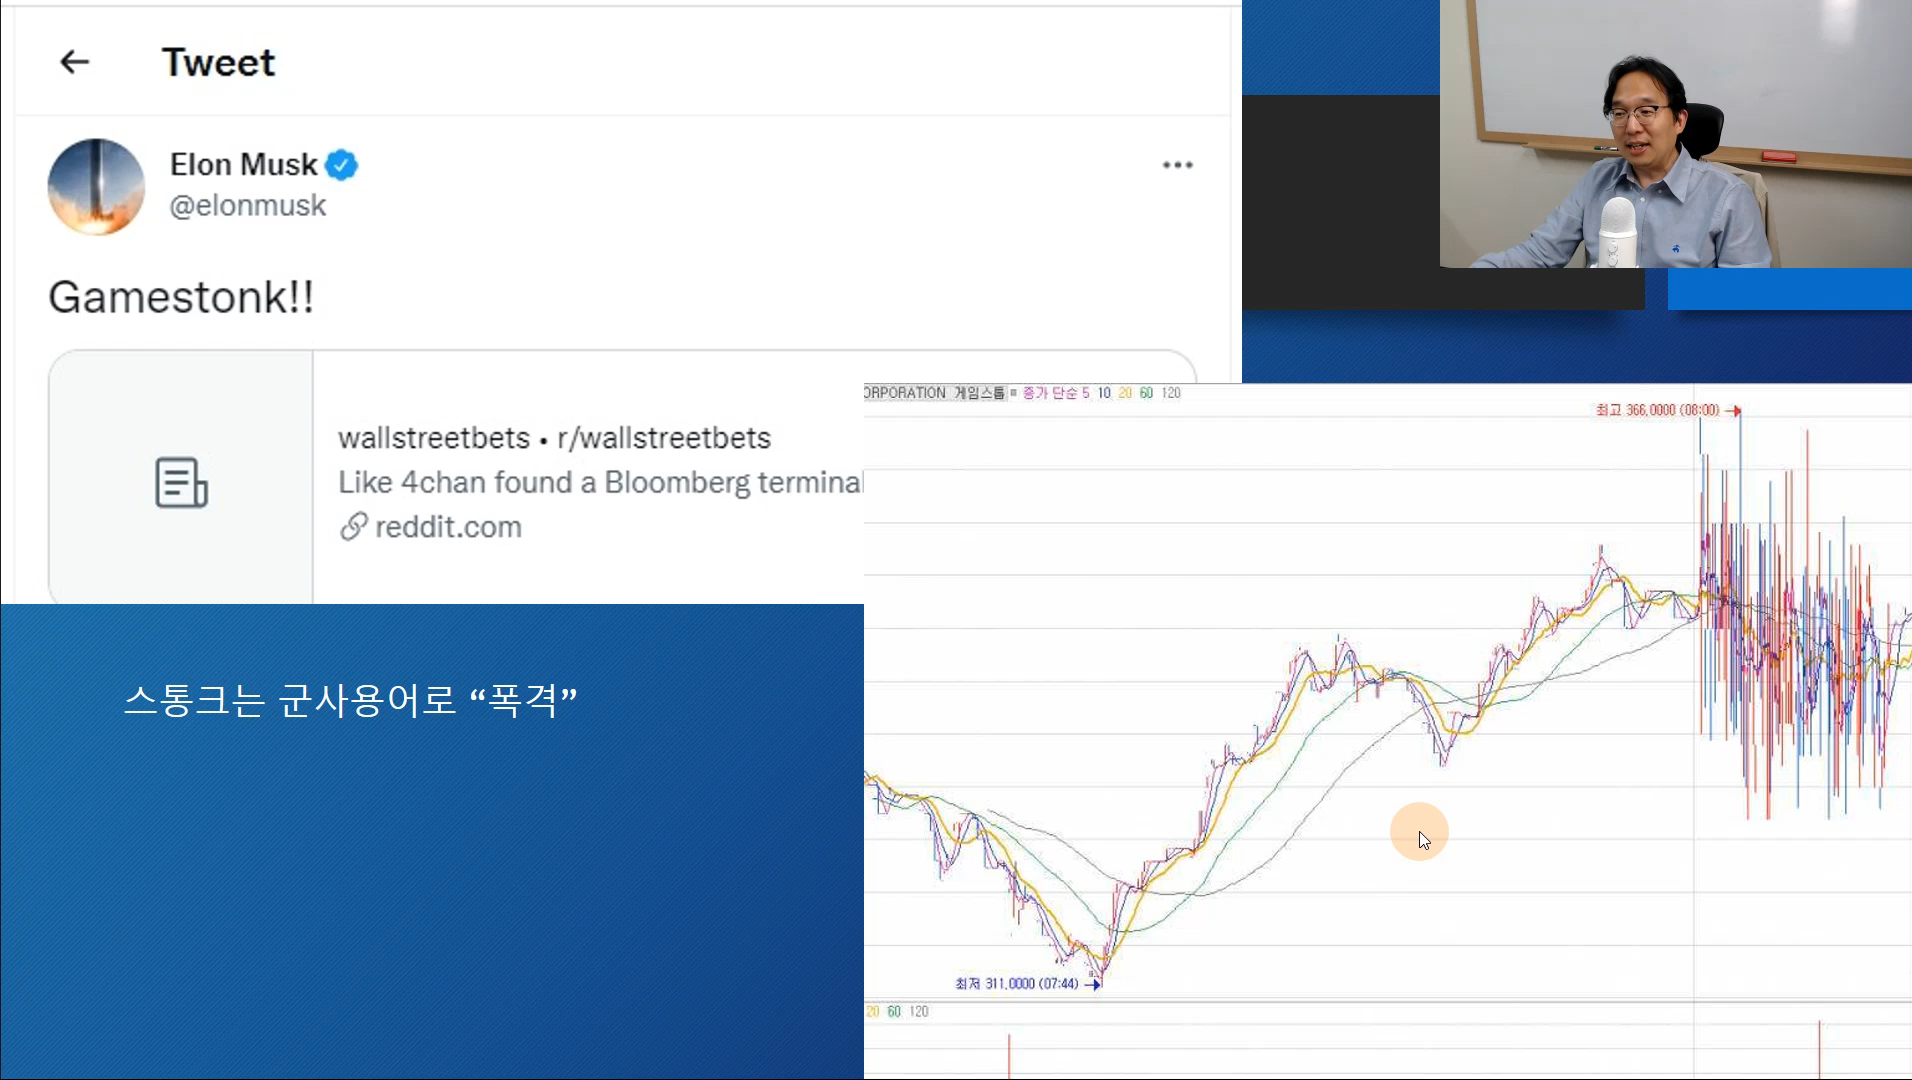 Tweet
Elon Musk
@elonmusk
Gamestonk!!
wallstreetbets • r/wallstreetbets
Like 4chan found a Bloomberg terminal
reddit.com
스통크는 군사용어로 “폭격”
ORPORATION 게임스톱 종가 단순 5 10 20 60 120
최고 366,0000 (08:00)
최저 311,0000 (07:44)
20 60 120